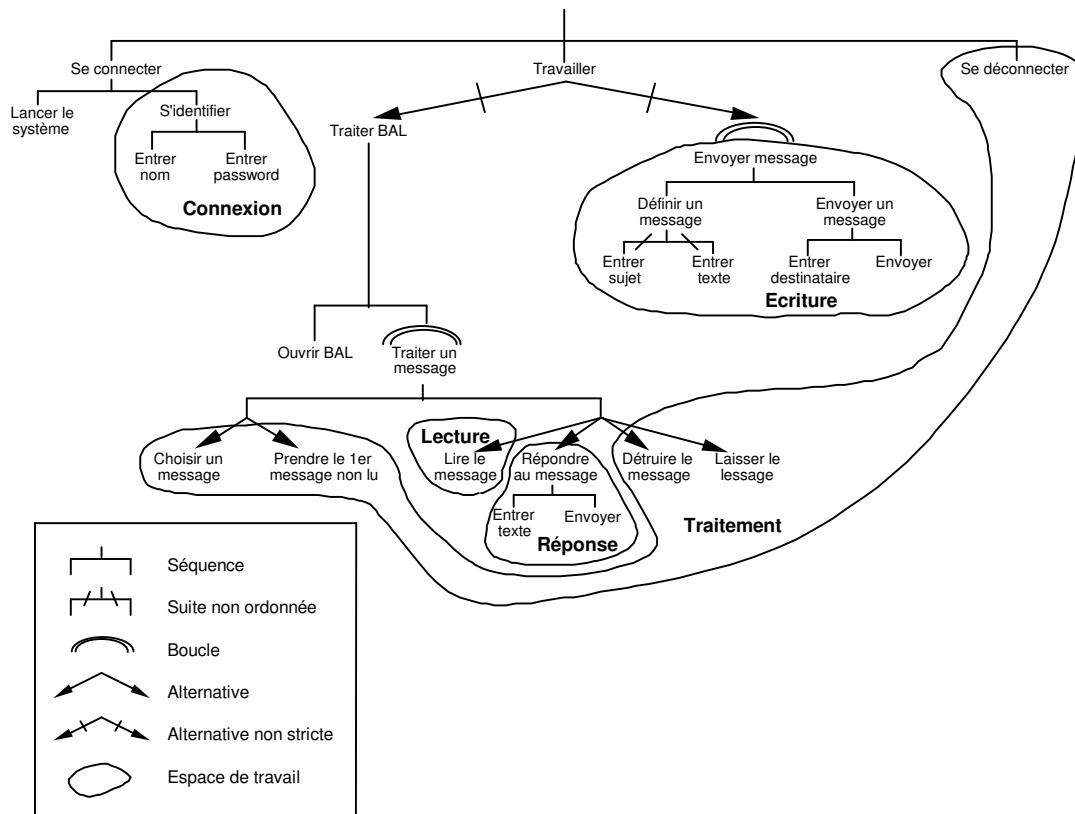 Se connecter
Travailler
Se déconnecter
Lancer le
système
S'identifier
Entrer
nom
Entrer
password
Connexion
Traiter BAL
Envoyer message
Définir un
message
Envoyer un
message
Entrer
sujet
Entrer
texte
Entrer
destinataire
Envoyer
Ecriture
Ouvrir BAL
Traiter un
message
Choisir un
message
Prendre le 1er
message non lu
Lecture
Lire le
message
Répondre
au message
Détruire le
message
Laisser le
lessage
Entrer
texte
Envoyer
Réponse
Traitement
Séquence
Suite non ordonnée
Boucle
Alternative
Alternative non stricte
Espace de travail